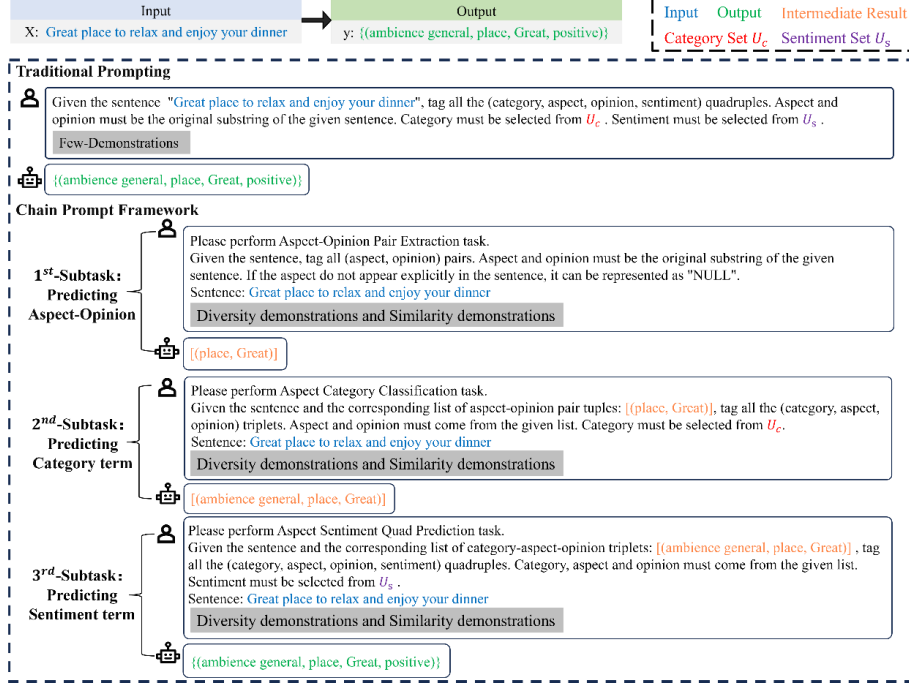 Input
Output
Input Output Intermediate Result
X: Great place to relax and enjoy your dinner
y: {(ambience general, place, Great, positive)}
Category Set U_c Sentiment Set U_s
Traditional Prompting
Given the sentence "Great place to relax and enjoy your dinner", tag all the (category, aspect, opinion, sentiment) quadruples. Aspect and
opinion must be the original substring of the given sentence. Category must be selected from U_c . Sentiment must be selected from U_s .
Few-Demonstrations
{(ambience general, place, Great, positive)}
Chain Prompt Framework
1st-Subtask:
Predicting
Aspect-Opinion
Please perform Aspect-Opinion Pair Extraction task.
Given the sentence, tag all (aspect, opinion) pairs. Aspect and opinion must be the original substring of the given
sentence. If the aspect do not appear explicitly in the sentence, it can be represented as "NULL".
Sentence: Great place to relax and enjoy your dinner
Diversity demonstrations and Similarity demonstrations
[(place, Great)]
2nd-Subtask:
Predicting
Category term
Please perform Aspect Category Classification task.
Given the sentence and the corresponding list of aspect-opinion pair tuples: [(place, Great)], tag all the (category, aspect,
opinion) triplets. Aspect and opinion must come from the given list. Category must be selected from U_c.
Sentence: Great place to relax and enjoy your dinner
Diversity demonstrations and Similarity demonstrations
[(ambience general, place, Great)]
3rd-Subtask:
Predicting
Sentiment term
Please perform Aspect Sentiment Quad Prediction task.
Given the sentence and the corresponding list of category-aspect-opinion triplets: [(ambience general, place, Great)] , tag
all the (category, aspect, opinion, sentiment) quadruples. Category, aspect and opinion must come from the given list.
Sentiment must be selected from U_s .
Sentence: Great place to relax and enjoy your dinner
Diversity demonstrations and Similarity demonstrations
{(ambience general, place, Great, positive)}